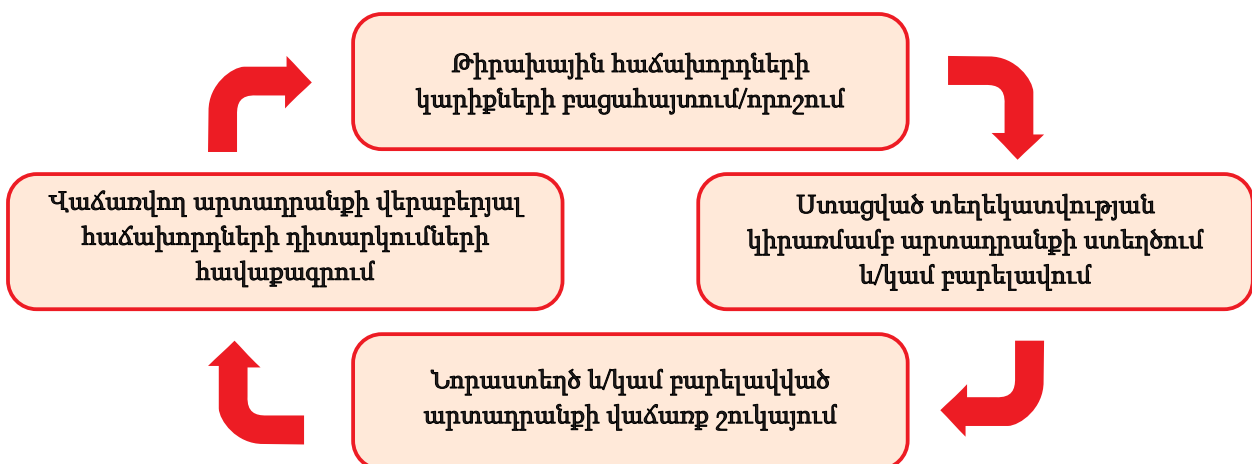 Թիրախային հաճախորդների
կարիքների բացահայտում/որոշում
Ստացված տեղեկատվության
կիրառմամբ արտադրանքի ստեղծում
և/կամ բարելավում
Նորաստեղծ և/կամ բարելավված
արտադրանքի վաճառք շուկայում
Վաճառվող արտադրանքի վերաբերյալ
հաճախորդների դիտարկումների
հավաքագրում